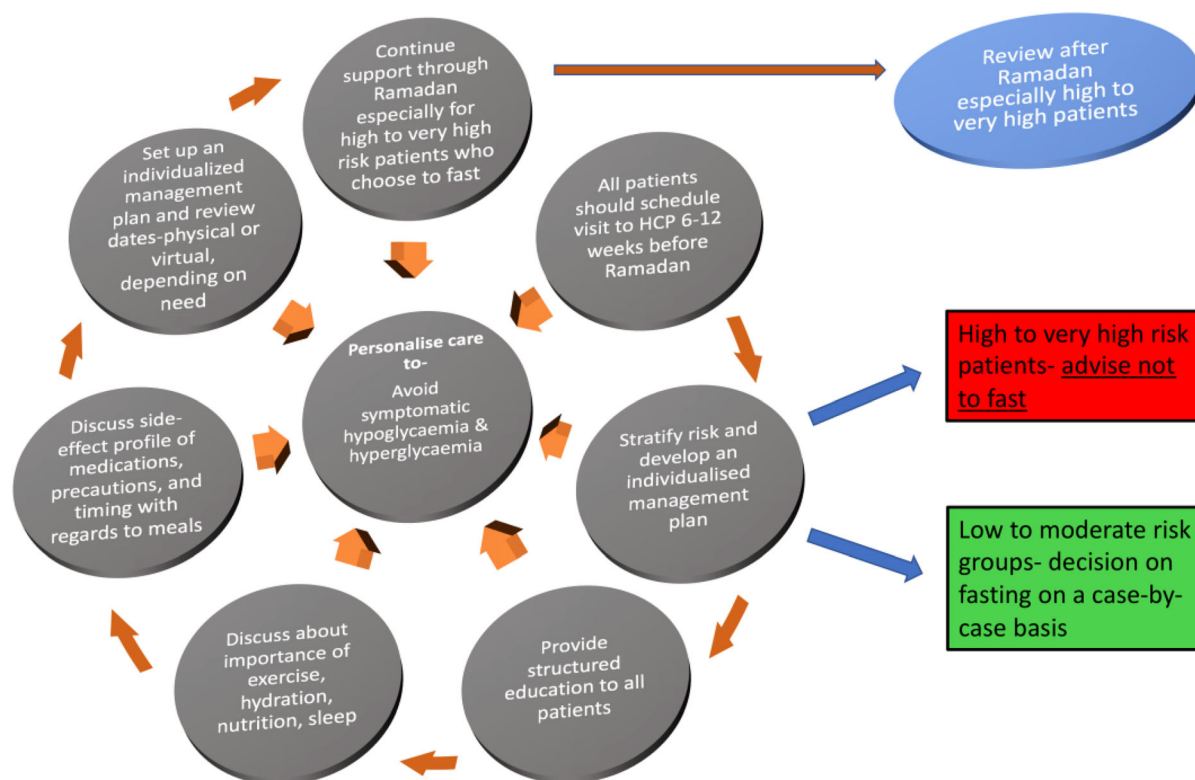 Continue
support through
Ramadan
especially for
high to very high
risk patients who
choose to fast
Review after
Ramadan
especially high to
very high patients
All patients
should schedule
visit to HCP 6-12
weeks before
Ramadan
High to very high risk
patients- advise not
to fast
Stratify risk and
develop an
individualised
management
plan
Low to moderate risk
groups- decision on
fasting on a case-by-
case basis
Provide
structured
education to all
patients
Discuss about
importance of
exercise,
hydration,
nutrition, sleep
Discuss side-
effect profile of
medications,
precautions, and
timing with
regards to meals
Set up an
individualized
management
plan and review
dates-physical or
virtual,
depending on
need
Personalise care
to-
Avoid
symptomatic
hypoglycaemia &
hyperglycaemia